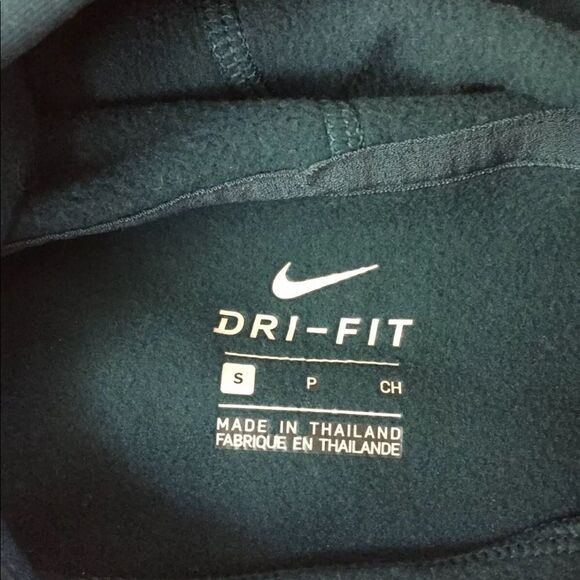 DRI-FIT
S P CH
MADE IN THAILAND
FABRIQUE EN THAILANDE